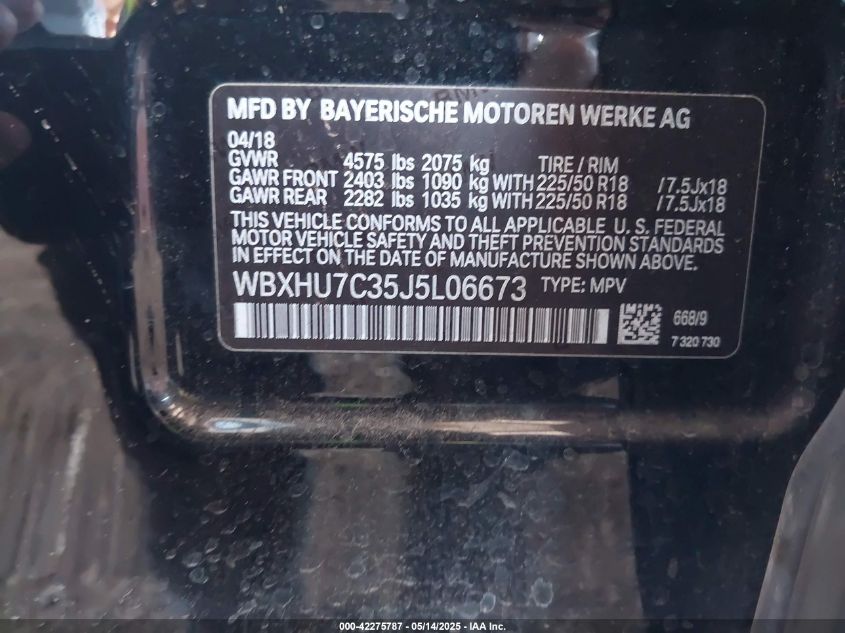 MFD BY BAYERISCHE MOTOREN WERKE AG
04/18
GVWR 4575 lbs 2075 kg TIRE / RIM
GAWR FRONT 2403 lbs 1090 kg WITH 225/50 R18 /7.5Jx18
GAWR REAR 2282 lbs 1035 kg WITH 225/50 R18 /7.5Jx18
THIS VEHICLE CONFORMS TO ALL APPLICABLE U. S. FEDERAL
MOTOR VEHICLE SAFETY AND THEFT PREVENTION STANDARDS
IN EFFECT ON THE DATE OF MANUFACTURE SHOWN ABOVE.
WBXHU7C35J5L06673 TYPE: MPV
668/9
7 320 730
000-42275787 - 05/14/2025 - IAA Inc.